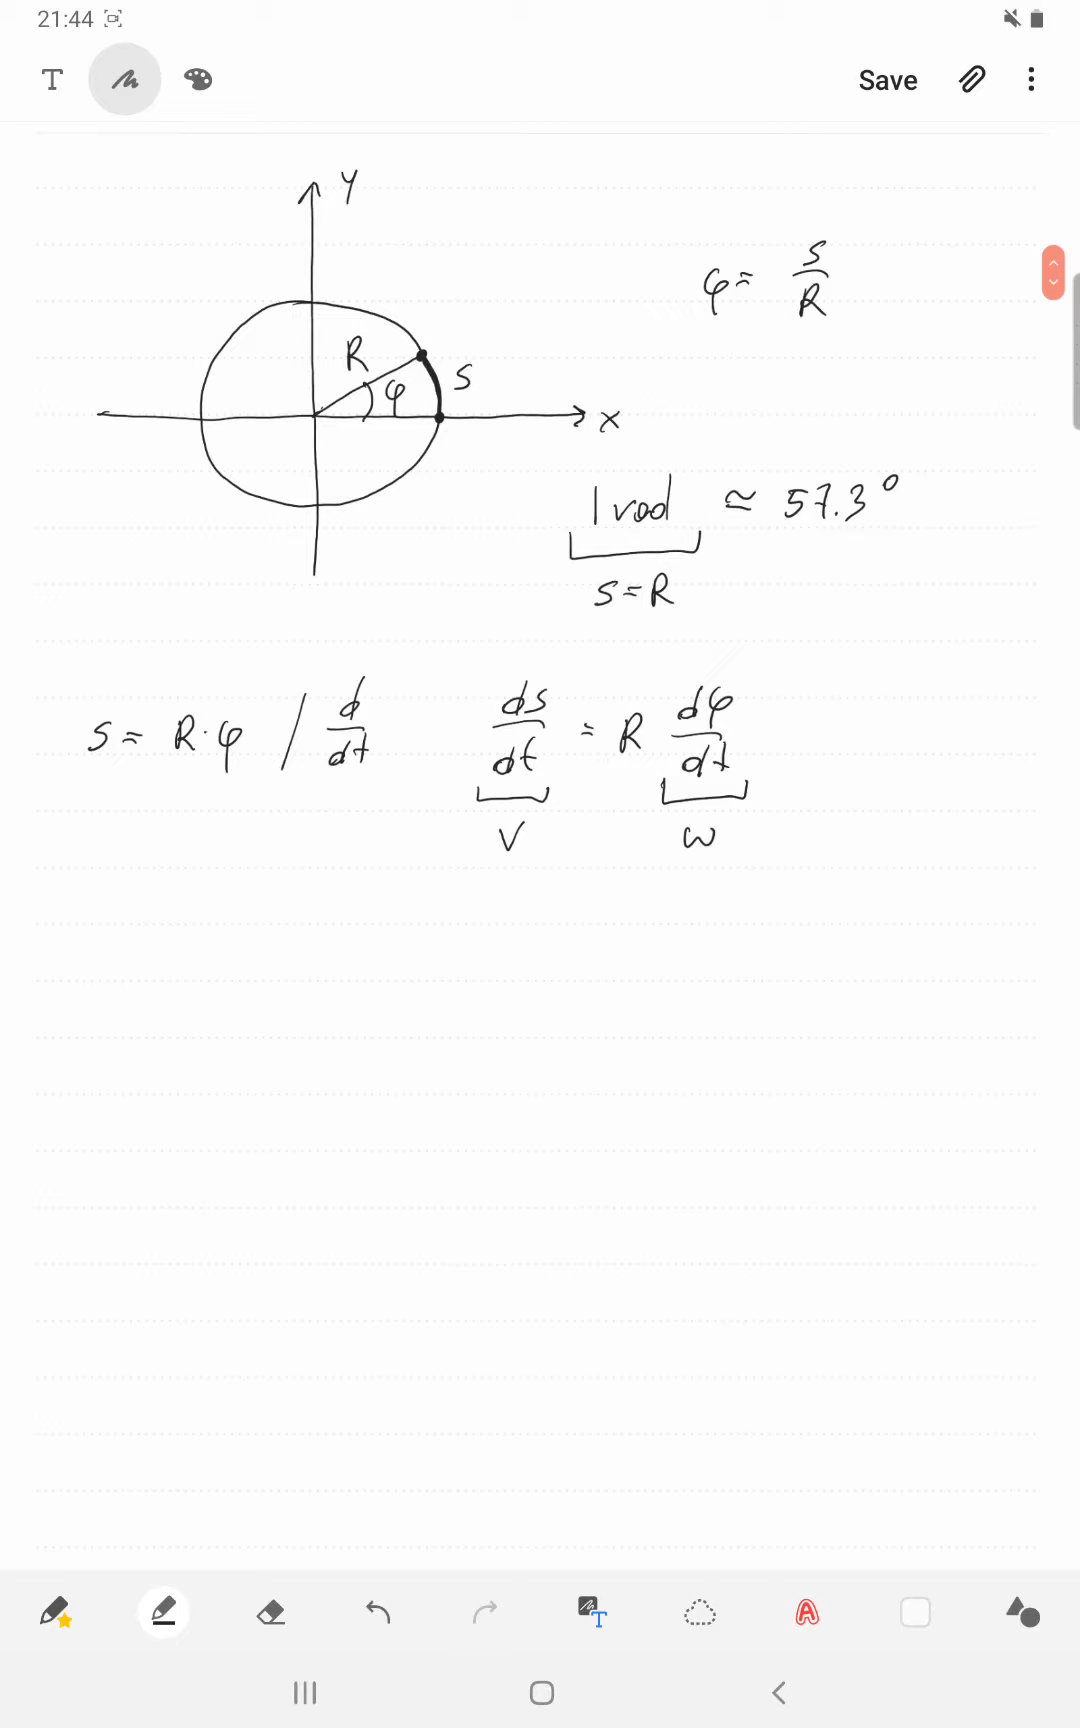 21:44
T Save
Y
φ = S/R
R
φ S
x
1 rad ≃ 57.3°
S = R
S = R·φ / d/dt ds/dt = R dφ/dt
V ω
T A